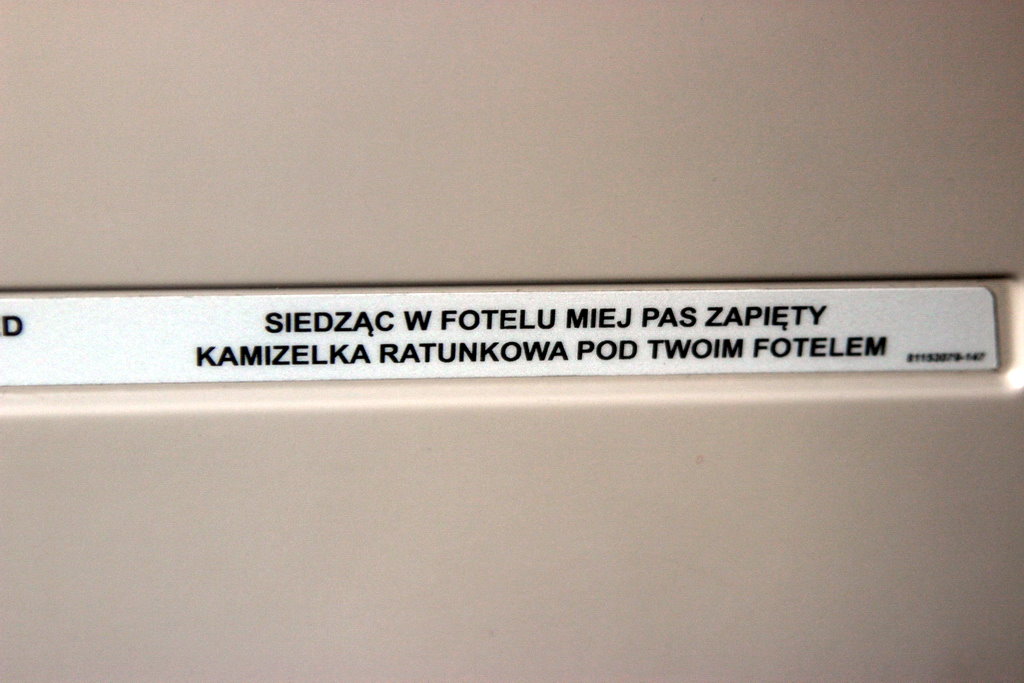 D
SIEDZĄC W FOTELU MIEJ PAS ZAPIĘTY
KAMIZELKA RATUNKOWA POD TWOIM FOTELEM